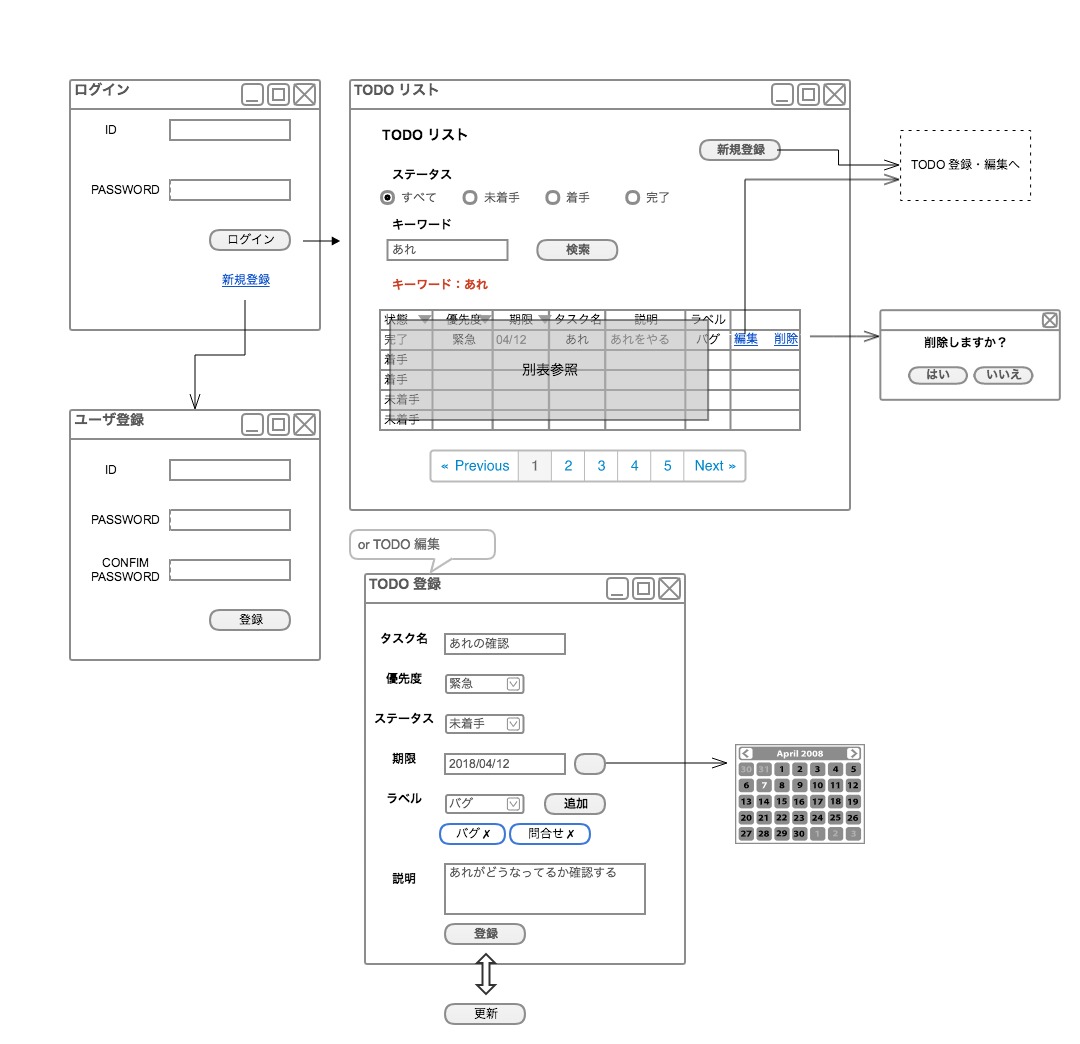 ログイン
ID
PASSWORD
ログイン
新規登録
TODO リスト
TODO リスト
新規登録
ステータス
すべて 未着手 着手 完了
キーワード
あれ 検索
キーワード：あれ
状態 優先度 期限 タスク名 説明 ラベル
完了 緊急 04/12 あれ あれをやる バグ 編集 削除
着手
着手
未着手
未着手
別表参照
« Previous 1 2 3 4 5 Next »
TODO 登録・編集へ
削除しますか？
はい いいえ
ユーザ登録
ID
PASSWORD
CONFIM
PASSWORD
登録
or TODO 編集
TODO 登録
タスク名 あれの確認
優先度 緊急
ステータス 未着手
期限 2018/04/12
ラベル バグ 追加
バグ ✗ 問合せ ✗
説明 あれがどうなってるか確認する
登録
更新
April 2008
30 31 1 2 3 4 5
6 7 8 9 10 11 12
13 14 15 16 17 18 19
20 21 22 23 24 25 26
27 28 29 30 1 2 3